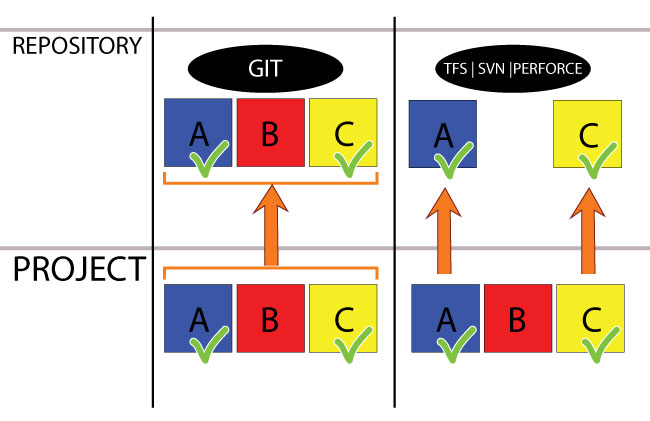 REPOSITORY
GIT
TFS | SVN |PERFORCE
A B C
A C
PROJECT
A B C
A B C